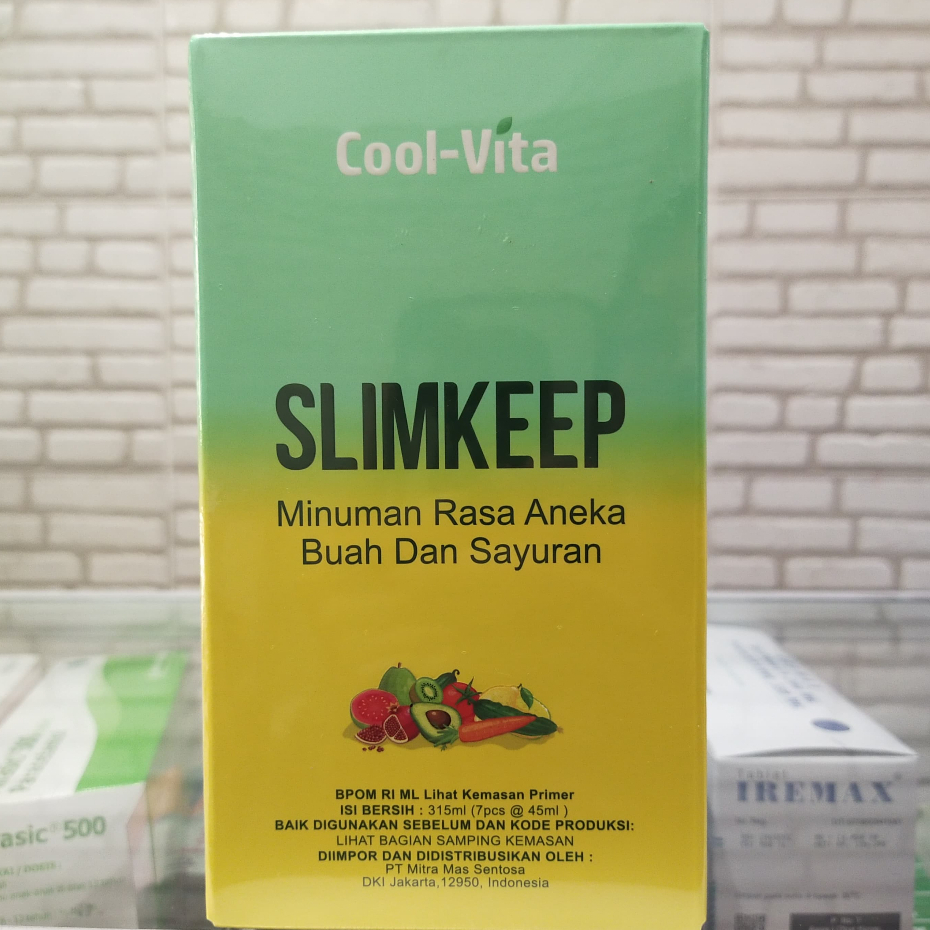 Cool-Vita
SLIMKEEP
Minuman Rasa Aneka
Buah Dan Sayuran
BPOM RI ML Lihat Kemasan Primer
ISI BERSIH : 315ml (7pcs @ 45ml )
BAIK DIGUNAKAN SEBELUM DAN KODE PRODUKSI:
LIHAT BAGIAN SAMPING KEMASAN
DIIMPOR DAN DIDISTRIBUSIKAN OLEH :
PT Mitra Mas Sentosa
DKI Jakarta,12950, Indonesia
asic® 500
Tablet
IREMAX®